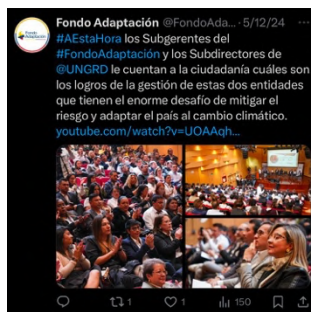 Fondo Adaptación @FondoAda... · 5/12/24 ···
#AEstaHora los Subgerentes del
#FondoAdaptación y los Subdirectores de
@UNGRD le cuentan a la ciudadanía cuáles son
los logros de la gestión de estas dos entidades
que tienen el enorme desafío de mitigar el
riesgo y adaptar el país al cambio climático.
youtube.com/watch?v=UOAAqh...
1 1 150